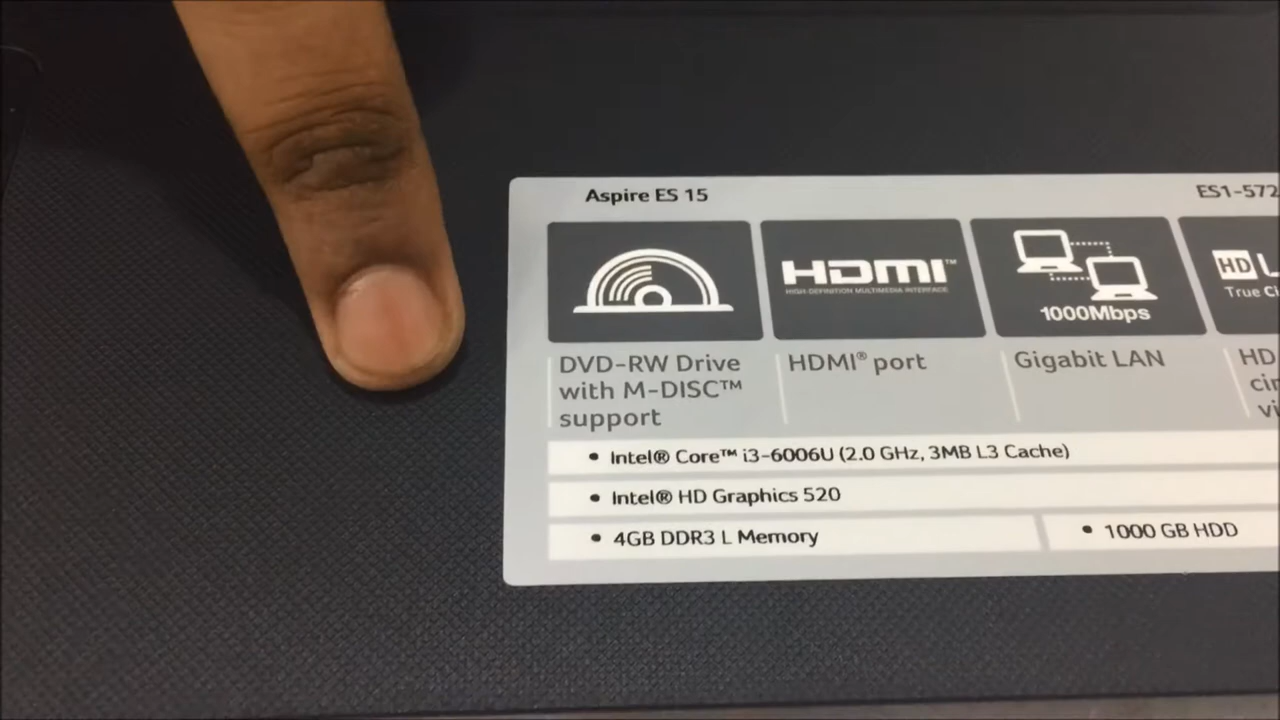 Aspire ES 15
ES1-572
HDMI™
HIGH-DEFINITION MULTIMEDIA INTERFACE
1000Mbps
HD
True
DVD-RW Drive
with M-DISC™
support
HDMI® port
Gigabit LAN
HD
• Intel® Core™ i3-6006U (2.0 GHz, 3MB L3 Cache)
• Intel® HD Graphics 520
• 4GB DDR3 L Memory
• 1000 GB HDD